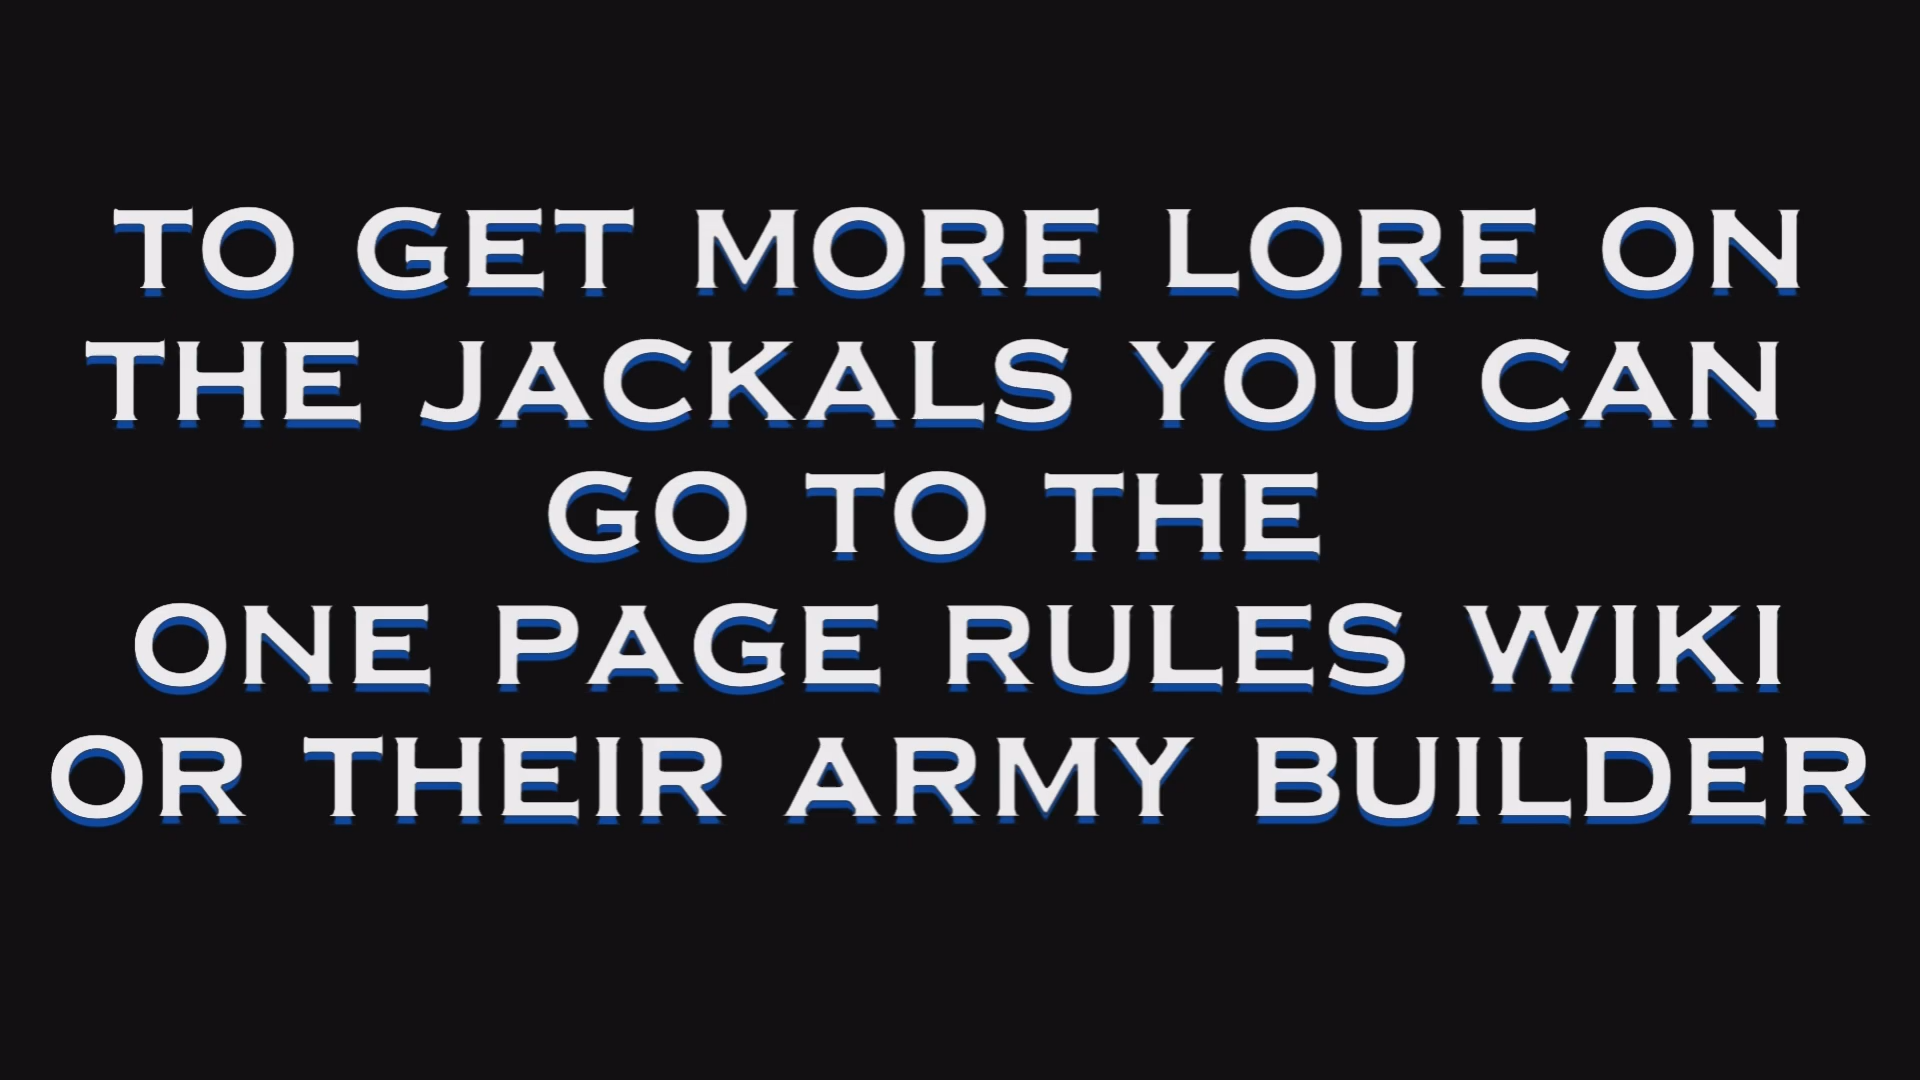 TO GET MORE LORE ON
THE JACKALS YOU CAN
GO TO THE
ONE PAGE RULES WIKI
OR THEIR ARMY BUILDER